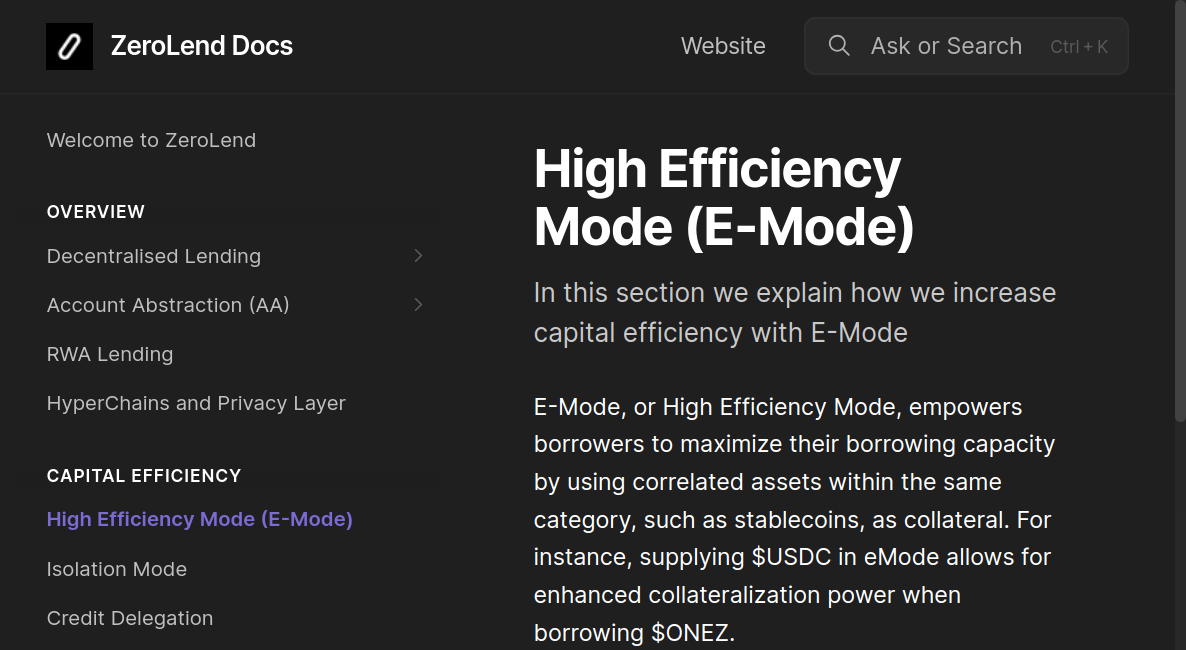 ZeroLend Docs
Website
Ask or Search
Ctrl + K
Welcome to ZeroLend
OVERVIEW
Decentralised Lending
Account Abstraction (AA)
RWA Lending
HyperChains and Privacy Layer
CAPITAL EFFICIENCY
High Efficiency Mode (E-Mode)
Isolation Mode
Credit Delegation
High Efficiency
Mode (E-Mode)
In this section we explain how we increase
capital efficiency with E-Mode
E-Mode, or High Efficiency Mode, empowers
borrowers to maximize their borrowing capacity
by using correlated assets within the same
category, such as stablecoins, as collateral. For
instance, supplying $USDC in eMode allows for
enhanced collateralization power when
borrowing $ONEZ.